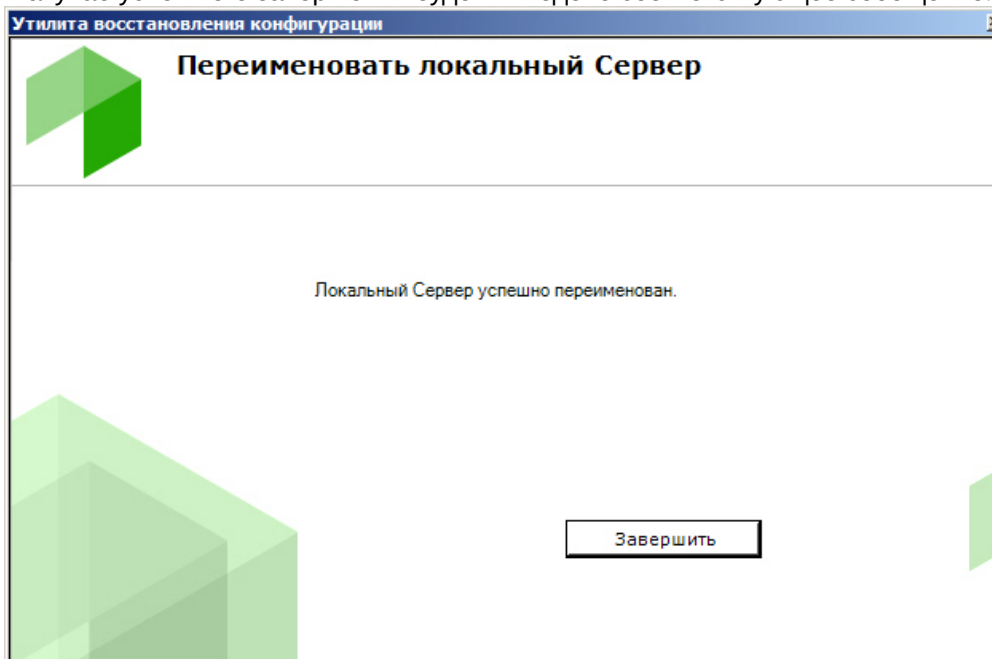 Утилита восстановления конфигурации
Переименовать локальный Сервер
Локальный Сервер успешно переименован.
Завершить